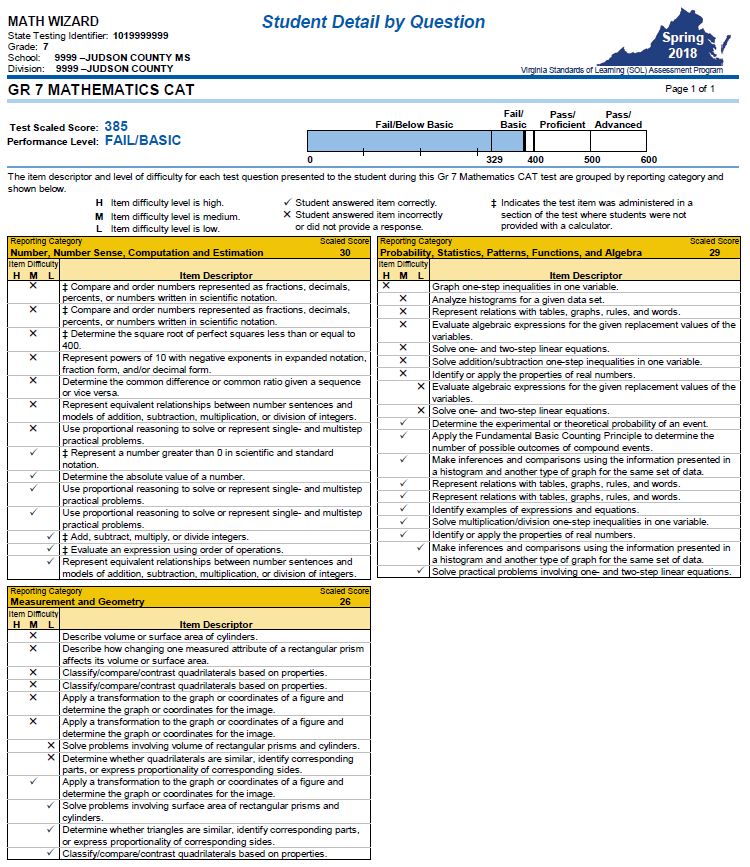 MATH WIZARD
State Testing Identifier: 1019999999
Grade: 7
School: 9999 –JUDSON COUNTY MS
Division: 9999 –JUDSON COUNTY
Student Detail by Question
Spring
2018
Virginia Standards of Learning (SOL) Assessment Program
GR 7 MATHEMATICS CAT
Page 1 of 1
Test Scaled Score: 385
Performance Level: FAIL/BASIC
Fail/Below Basic
Fail/
Basic
Pass/
Proficient
Pass/
Advanced
0 329 400 500 600
The item descriptor and level of difficulty for each test question presented to the student during this Gr 7 Mathematics CAT test are grouped by reporting category and
shown below.
H Item difficulty level is high.
M Item difficulty level is medium.
L Item difficulty level is low.
✓ Student answered item correctly.
✕ Student answered item incorrectly
or did not provide a response.
‡ Indicates the test item was administered in a
section of the test where students were not
provided with a calculator.
Reporting Category Scaled Score
Number, Number Sense, Computation and Estimation 30
Item Difficulty
H M L Item Descriptor
✕ ‡ Compare and order numbers represented as fractions, decimals,
percents, or numbers written in scientific notation.
✕ ‡ Compare and order numbers represented as fractions, decimals,
percents, or numbers written in scientific notation.
✕ ‡ Determine the square root of perfect squares less than or equal to
400.
✕ Represent powers of 10 with negative exponents in expanded notation,
fraction form, and/or decimal form.
✕ Determine the common difference or common ratio given a sequence
or vice versa.
✕ Represent equivalent relationships between number sentences and
models of addition, subtraction, multiplication, or division of integers.
✕ Use proportional reasoning to solve or represent single- and multistep
practical problems.
✓ ‡ Represent a number greater than 0 in scientific and standard
notation.
✓ Determine the absolute value of a number.
✓ Use proportional reasoning to solve or represent single- and multistep
practical problems.
✓ Use proportional reasoning to solve or represent single- and multistep
practical problems.
✓ ‡ Add, subtract, multiply, or divide integers.
✓ ‡ Evaluate an expression using order of operations.
✓ Represent equivalent relationships between number sentences and
models of addition, subtraction, multiplication, or division of integers.
Reporting Category Scaled Score
Probability, Statistics, Patterns, Functions, and Algebra 29
Item Difficulty
H M L Item Descriptor
✕ Graph one-step inequalities in one variable.
✕ Analyze histograms for a given data set.
✕ Represent relations with tables, graphs, rules, and words.
✕ Evaluate algebraic expressions for the given replacement values of the
variables.
✕ Solve one- and two-step linear equations.
✕ Solve addition/subtraction one-step inequalities in one variable.
✕ Identify or apply the properties of real numbers.
✕ Evaluate algebraic expressions for the given replacement values of the
variables.
✕ Solve one- and two-step linear equations.
✓ Determine the experimental or theoretical probability of an event.
✓ Apply the Fundamental Basic Counting Principle to determine the
number of possible outcomes of compound events.
✓ Make inferences and comparisons using the information presented in
a histogram and another type of graph for the same set of data.
✓ Represent relations with tables, graphs, rules, and words.
✓ Represent relations with tables, graphs, rules, and words.
✓ Identify examples of expressions and equations.
✓ Solve multiplication/division one-step inequalities in one variable.
✓ Identify or apply the properties of real numbers.
✓ Make inferences and comparisons using the information presented in
a histogram and another type of graph for the same set of data.
✓ Solve practical problems involving one- and two-step linear equations.
Reporting Category Scaled Score
Measurement and Geometry 26
Item Difficulty
H M L Item Descriptor
✕ Describe volume or surface area of cylinders.
✕ Describe how changing one measured attribute of a rectangular prism
affects its volume or surface area.
✕ Classify/compare/contrast quadrilaterals based on properties.
✕ Classify/compare/contrast quadrilaterals based on properties.
✕ Apply a transformation to the graph or coordinates of a figure and
determine the graph or coordinates for the image.
✕ Apply a transformation to the graph or coordinates of a figure and
determine the graph or coordinates for the image.
✕ Solve problems involving volume of rectangular prisms and cylinders.
✕ Determine whether quadrilaterals are similar, identify corresponding
parts, or express proportionality of corresponding sides.
✓ Apply a transformation to the graph or coordinates of a figure and
determine the graph or coordinates for the image.
✓ Solve problems involving surface area of rectangular prisms and
cylinders.
✓ Determine whether triangles are similar, identify corresponding parts,
or express proportionality of corresponding sides.
✓ Classify/compare/contrast quadrilaterals based on properties.